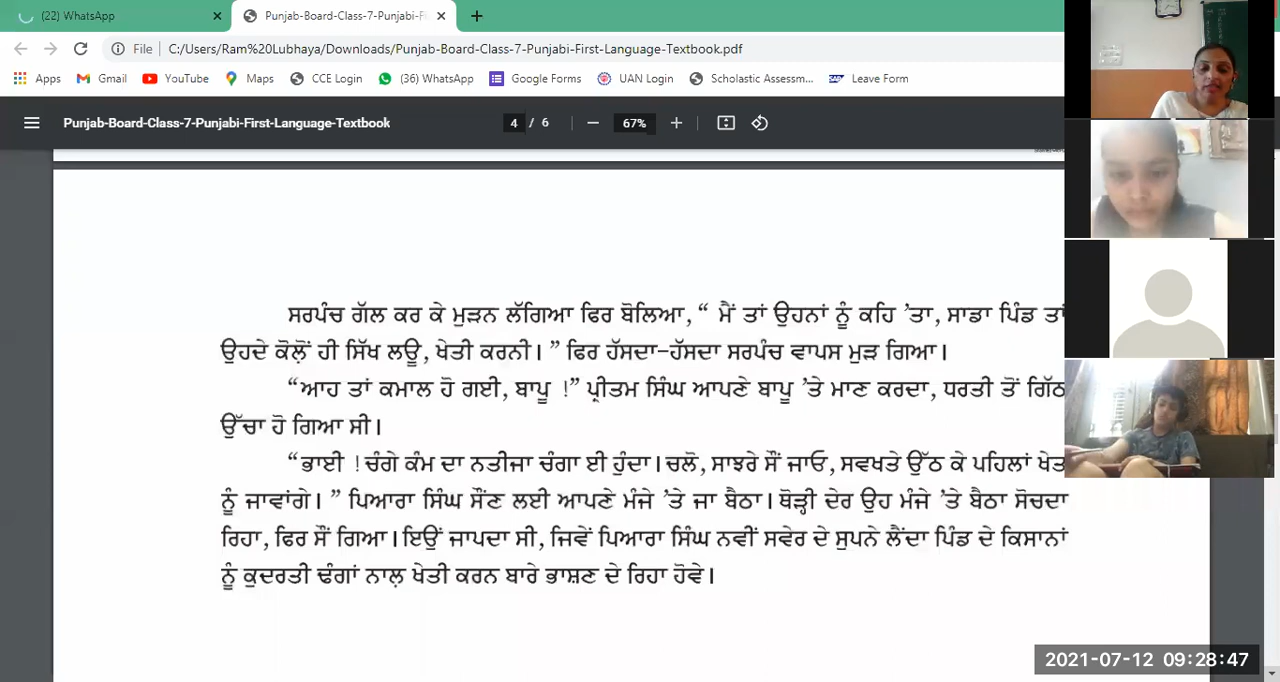 (22) WhatsApp
Punjab-Board-Class-7-Punjabi-Fi
File C:/Users/Ram%20Lubhaya/Downloads/Punjab-Board-Class-7-Punjabi-First-Language-Textbook.pdf
Apps Gmail YouTube Maps CCE Login (36) WhatsApp Google Forms UAN Login Scholastic Assessm... Leave Form
Punjab-Board-Class-7-Punjabi-First-Language-Textbook 4 / 6 67%
ਸਰਪੰਚ ਗੱਲ ਕਰ ਕੇ ਮੁੜਨ ਲੱਗਿਆ ਫਿਰ ਬੋਲਿਆ, “ ਮੈਂ ਤਾਂ ਉਹਨਾਂ ਨੂੰ ਕਹਿ ’ਤਾ, ਸਾਡਾ ਪਿੰਡ ਤਾਂ
ਉਹਦੇ ਕੋਲ਼ੋਂ ਹੀ ਸਿੱਖ ਲਊ, ਖੇਤੀ ਕਰਨੀ। ” ਫਿਰ ਹੱਸਦਾ-ਹੱਸਦਾ ਸਰਪੰਚ ਵਾਪਸ ਮੁੜ ਗਿਆ।
“ਆਹ ਤਾਂ ਕਮਾਲ ਹੋ ਗਈ, ਬਾਪੂ !” ਪ੍ਰੀਤਮ ਸਿੰਘ ਆਪਣੇ ਬਾਪੂ ’ਤੇ ਮਾਣ ਕਰਦਾ, ਧਰਤੀ ਤੋਂ ਗਿੱਠ
ਉੱਚਾ ਹੋ ਗਿਆ ਸੀ।
“ਭਾਈ ! ਚੰਗੇ ਕੰਮ ਦਾ ਨਤੀਜਾ ਚੰਗਾ ਈ ਹੁੰਦਾ। ਚਲੋ, ਸਾਝਰੇ ਸੌਂ ਜਾਓ, ਸਵਖਤੇ ਉੱਠ ਕੇ ਪਹਿਲਾਂ ਖੇਤ
ਨੂੰ ਜਾਵਾਂਗੇ। ” ਪਿਆਰਾ ਸਿੰਘ ਸੌਂਣ ਲਈ ਆਪਣੇ ਮੰਜੇ ’ਤੇ ਜਾ ਬੈਠਾ। ਥੋੜ੍ਹੀ ਦੇਰ ਉਹ ਮੰਜੇ ’ਤੇ ਬੈਠਾ ਸੋਚਦਾ
ਰਿਹਾ, ਫਿਰ ਸੌਂ ਗਿਆ। ਇਉਂ ਜਾਪਦਾ ਸੀ, ਜਿਵੇਂ ਪਿਆਰਾ ਸਿੰਘ ਨਵੀਂ ਸਵੇਰ ਦੇ ਸੁਪਨੇ ਲੈਂਦਾ ਪਿੰਡ ਦੇ ਕਿਸਾਨਾਂ
ਨੂੰ ਕੁਦਰਤੀ ਢੰਗਾਂ ਨਾਲ਼ ਖੇਤੀ ਕਰਨ ਬਾਰੇ ਭਾਸ਼ਣ ਦੇ ਰਿਹਾ ਹੋਵੇ।
2021-07-12 09:28:47